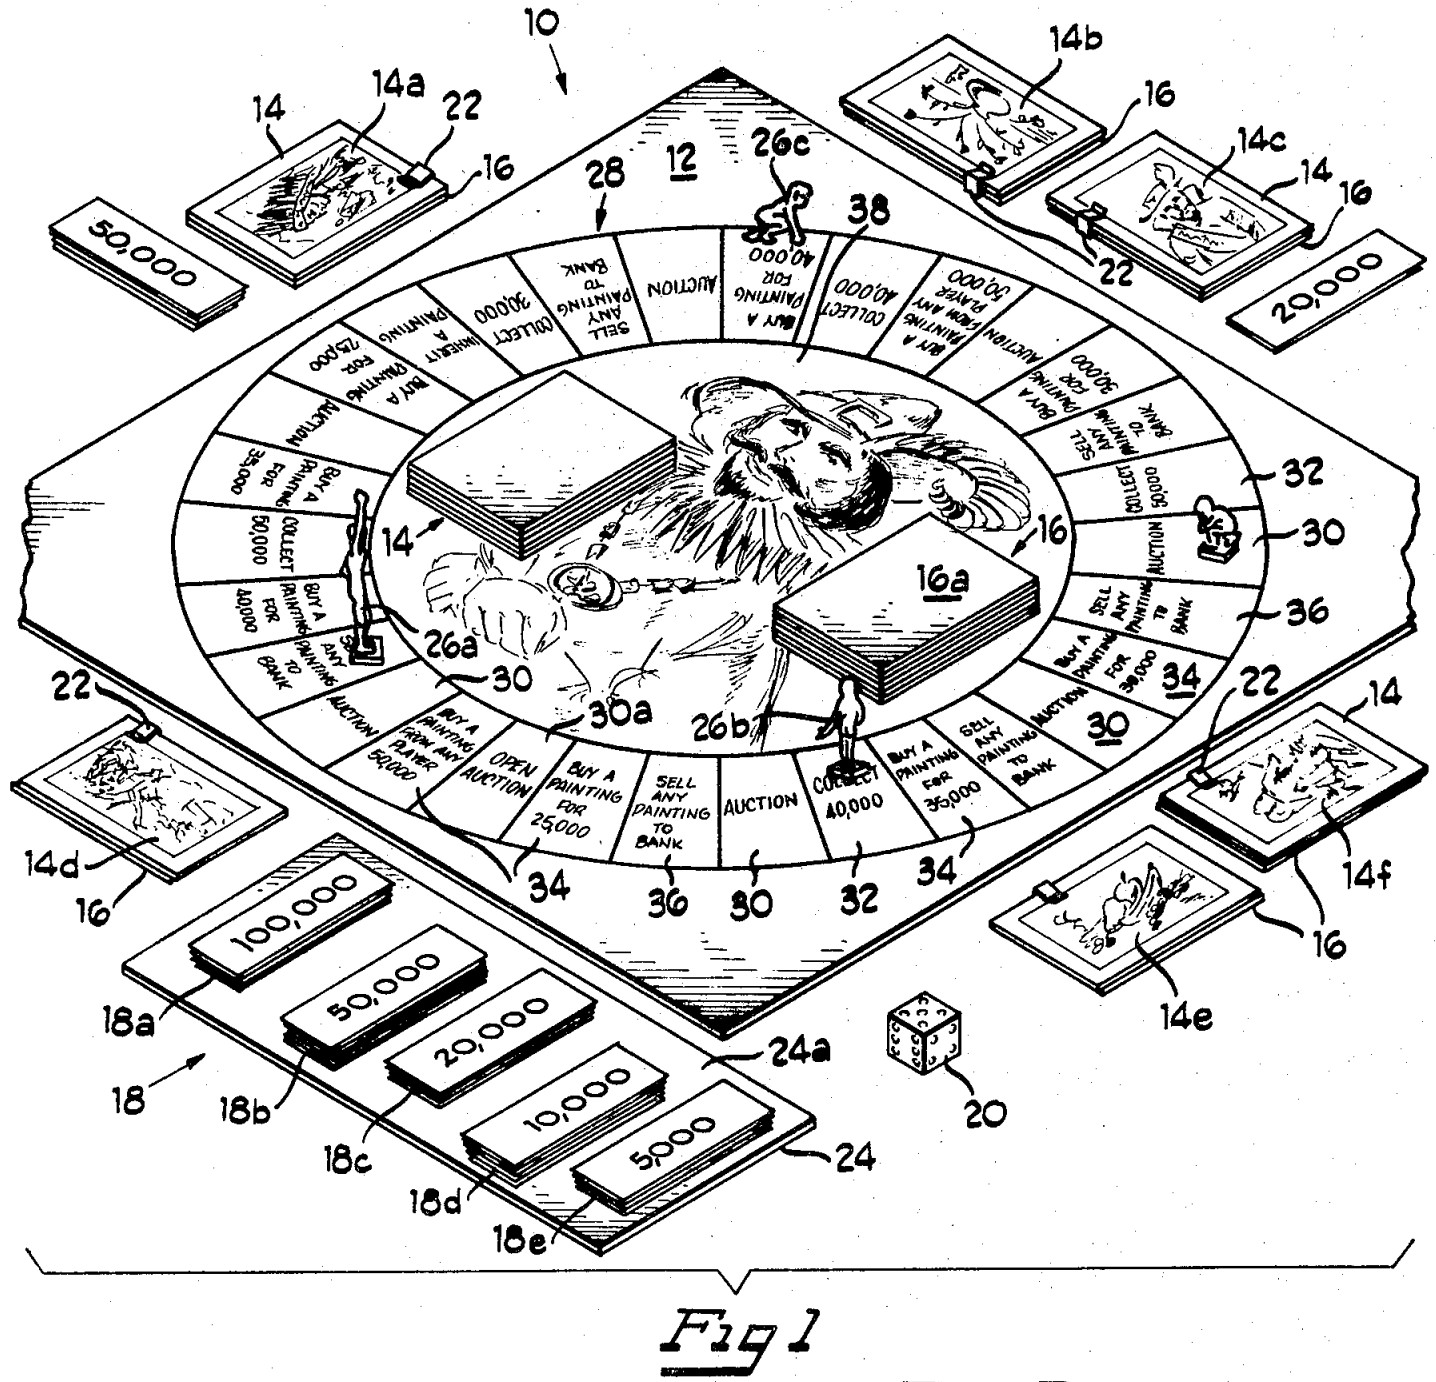 10
14
14a
22
16
50,000
14b
16
14c
14
16
22
20,000
12
26c
28
38
BUY A
PAINTING
FOR
40,000
COLLECT
40,000
BUY A
PAINTING
FROM ANY
PLAYER
50,000
AUCTION
BUY A
PAINTING
FOR
30,000
SELL
ANY
PAINTING
TO
BANK
COLLECT
50,000
AUCTION
SELL
ANY
PAINTING
TO
BANK
BUY A
PAINTING
FOR
AUCTION
SELL
ANY
PAINTING
TO
BANK
BUY A
PAINTING
FOR
35,000
COLLECT
40,000
AUCTION
SELL
ANY
PAINTING
TO
BANK
BUY A
PAINTING
FOR
25,000
OPEN
AUCTION
BUY A
PAINTING
FROM ANY
PLAYER
50,000
AUCTION
ANY
PAINTING
TO
BANK
BUY A
PAINTING
FOR
40,000
COLLECT
50,000
BUY A
PAINTING
FOR
35,000
AUCTION
BUY A
PAINTING
FOR
25,000
INHERIT
A
PAINTING
COLLECT
30,000
SELL
ANY
PAINTING
TO
BANK
AUCTION
14
16
16a
32
30
36
34
30
26a
30
30a
26b
22
14d
16
34
36
30
32
34
22
14
14f
16
14e
100,000
50,000
20,000
10,000
5,000
18a
18
18b
18c
18d
18e
24a
24
20
Fig 1